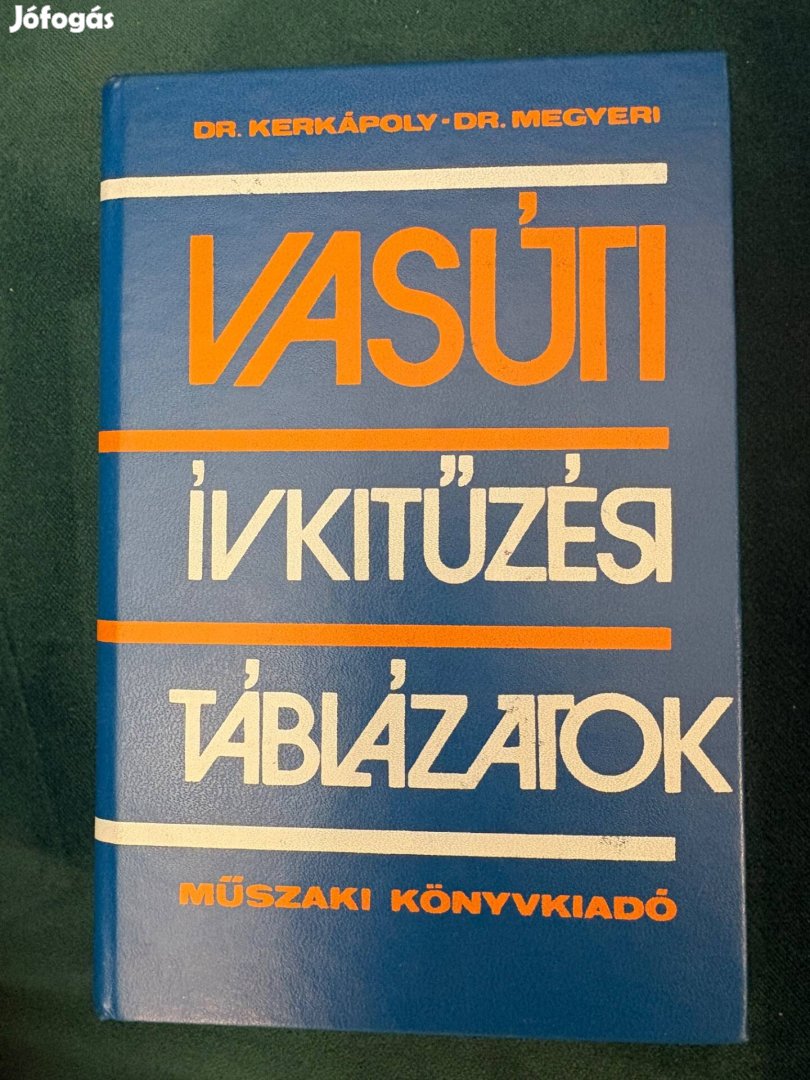 Jófogás
DR. KERKÁPOLY-DR. MEGYERI
VASÚTI
ÍVKITŰZÉSI
TÁBLÁZATOK
MŰSZAKI KÖNYVKIADÓ